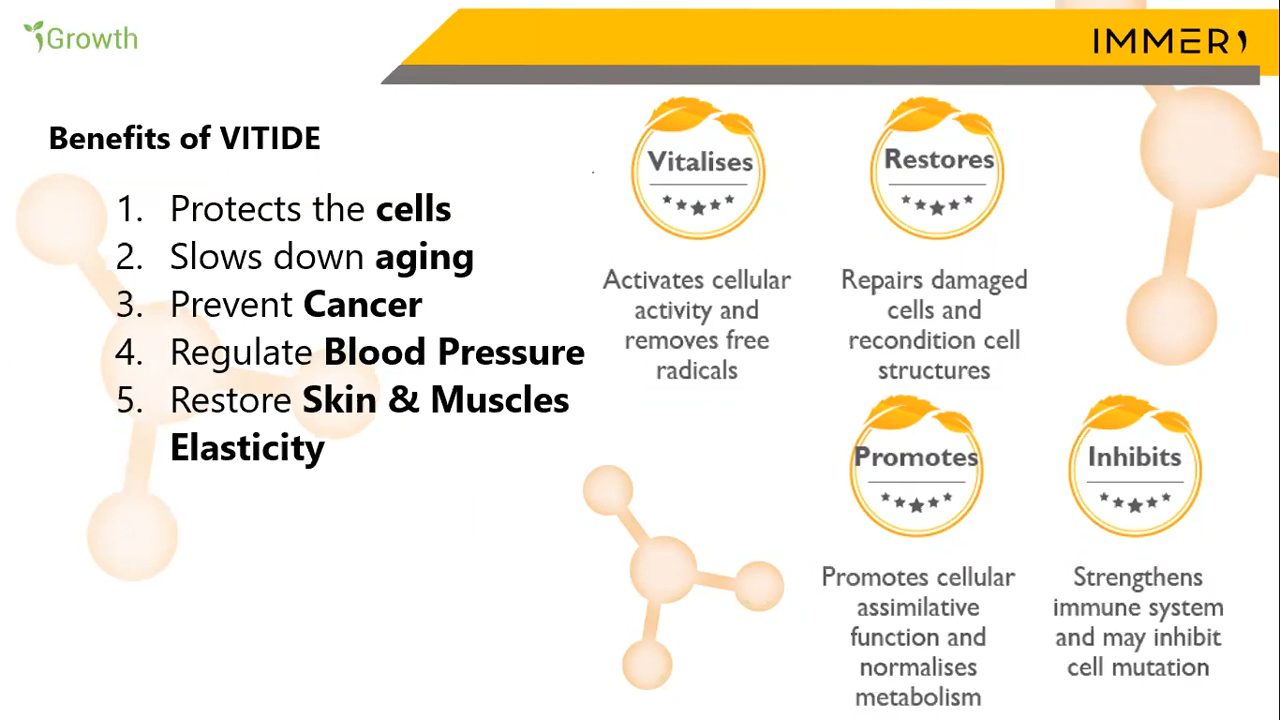 iGrowth
IMMER
Benefits of VITIDE
1. Protects the cells
2. Slows down aging
3. Prevent Cancer
4. Regulate Blood Pressure
5. Restore Skin & Muscles
Elasticity
Vitalises
Activates cellular
activity and
removes free
radicals
Restores
Repairs damaged
cells and
recondition cell
structures
Promotes
Promotes cellular
assimilative
function and
normalises
metabolism
Inhibits
Strengthens
immune system
and may inhibit
cell mutation